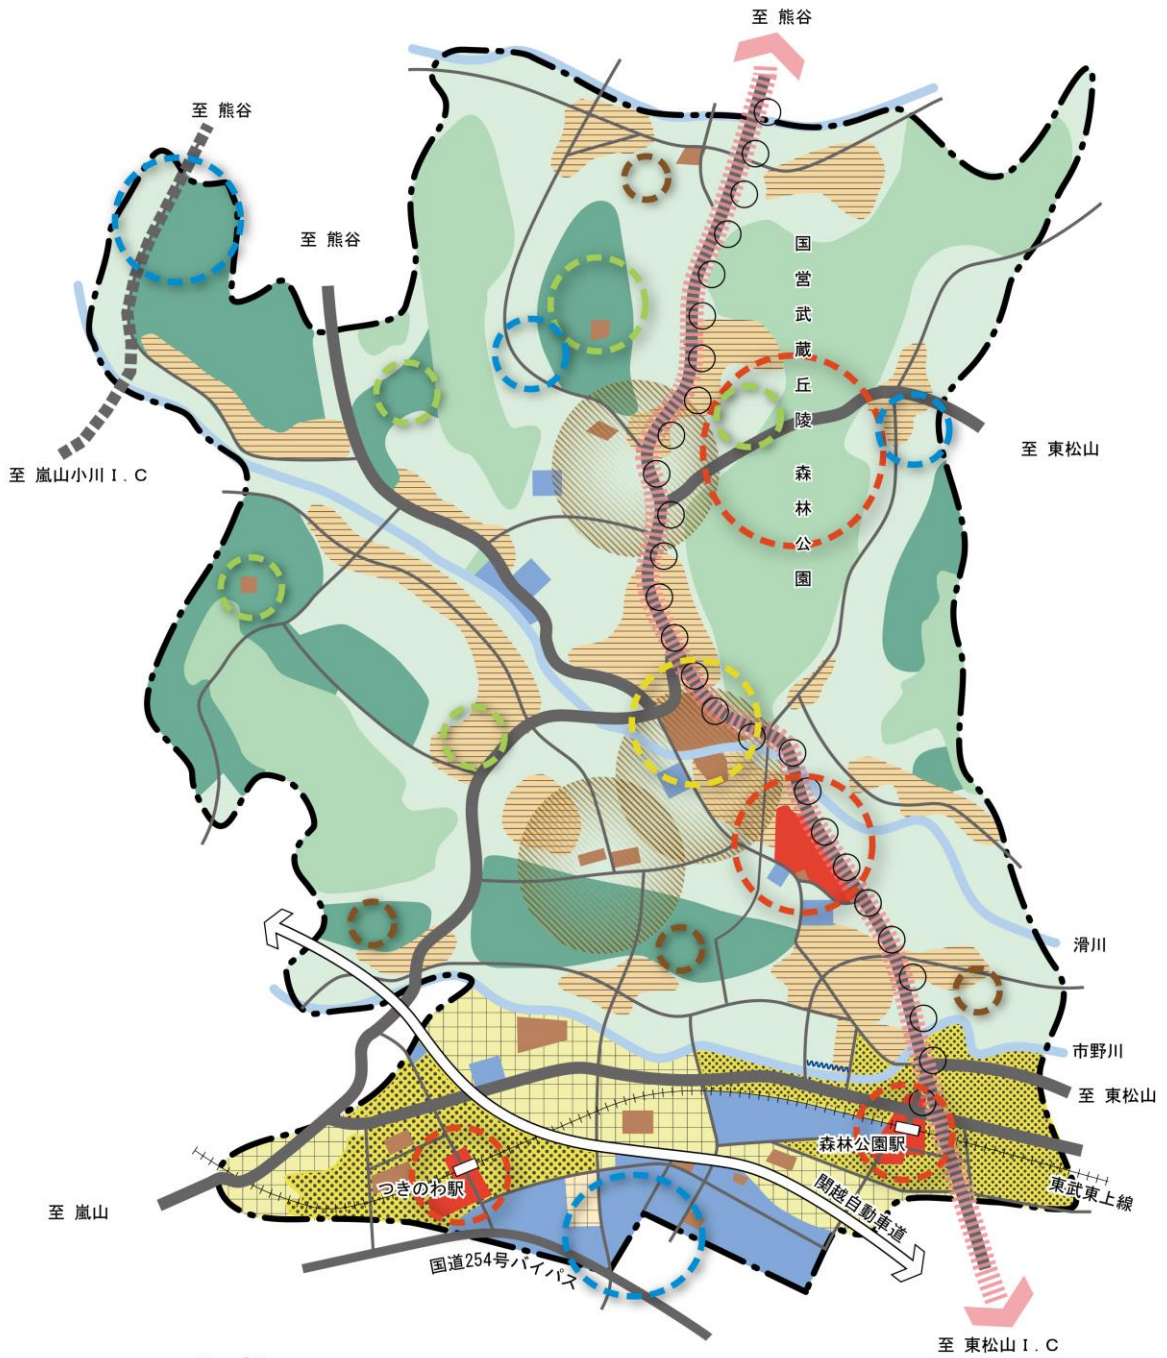 至 熊谷
至 熊谷
至 熊谷
国営武蔵丘陵 森林公園
至 東松山
至 嵐山小川I.C
滑川
市野川
至 東松山
森林公園駅
つきのわ駅
東武東上線
関越自動車道
至 嵐山
国道254号バイパス
至 東松山I.C